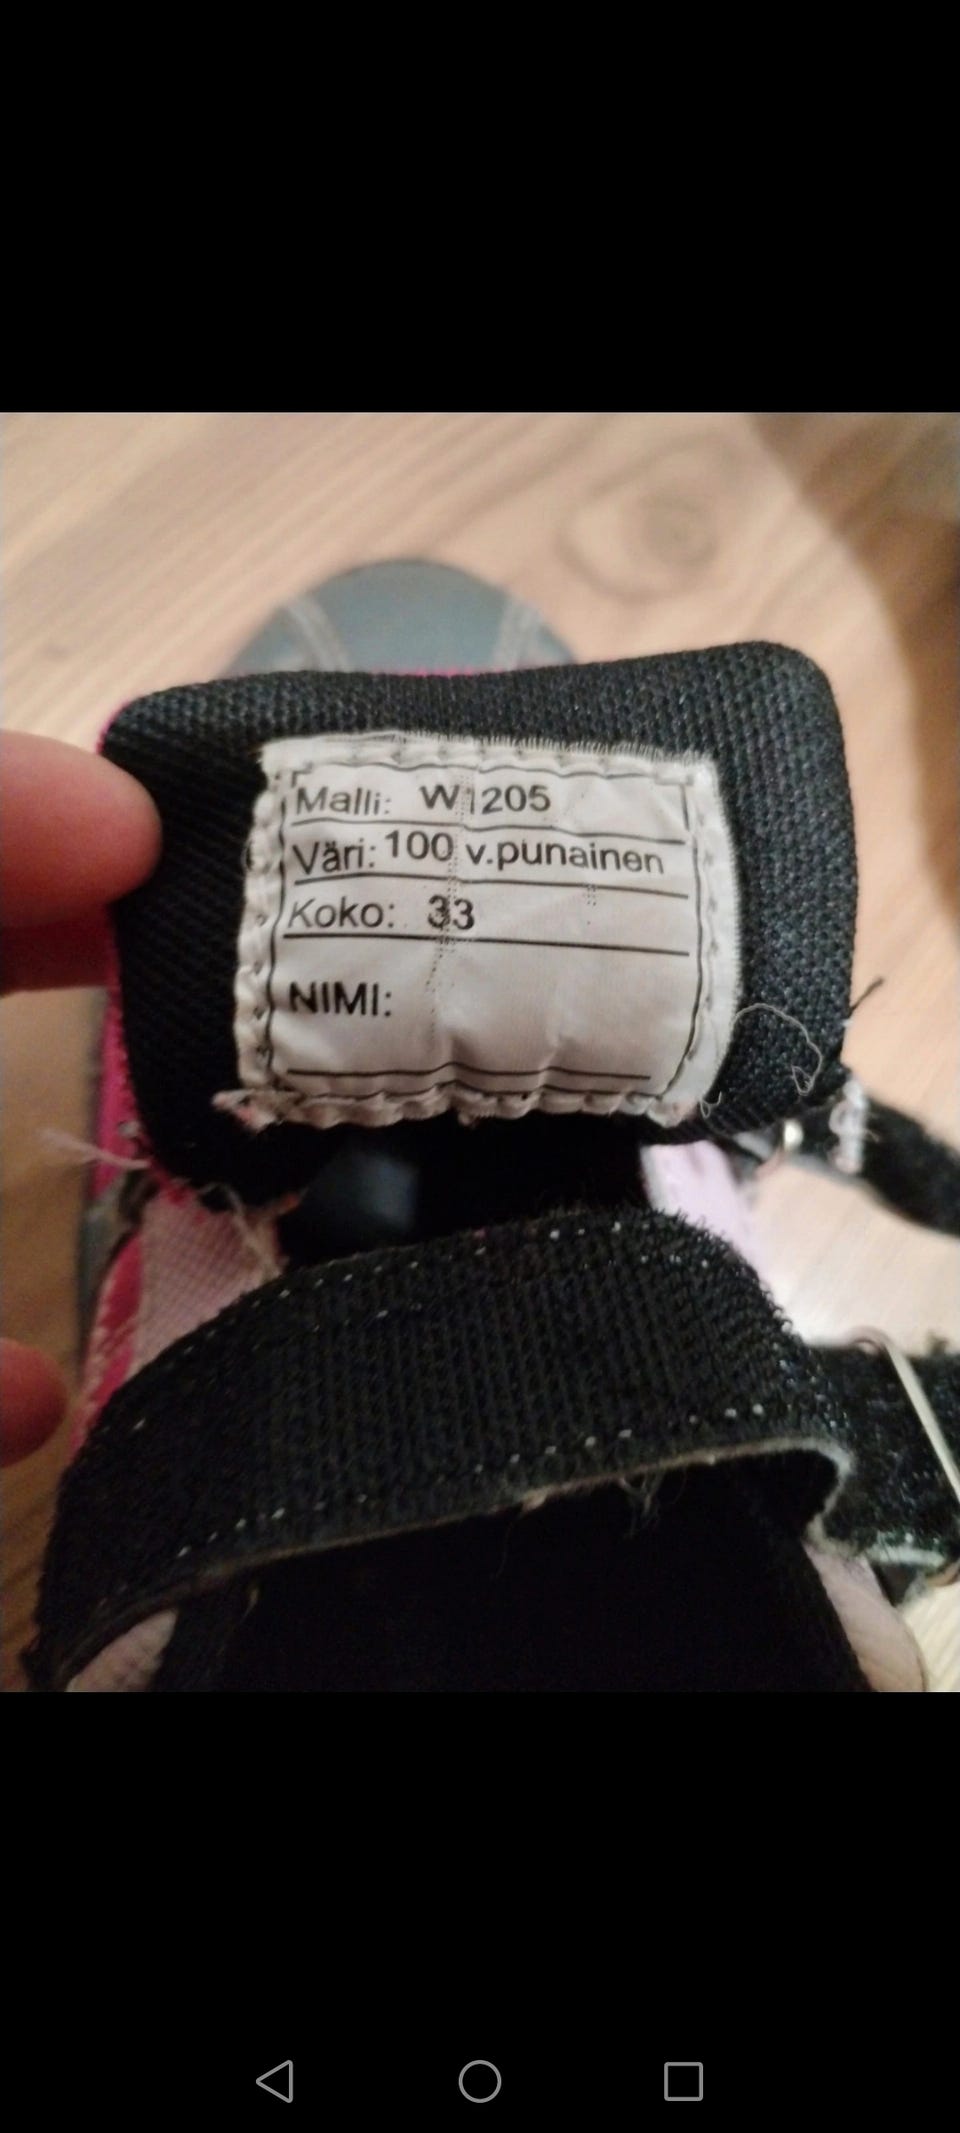 Malli: W1205
Väri: 100 v.punainen
Koko: 33
NIMI: